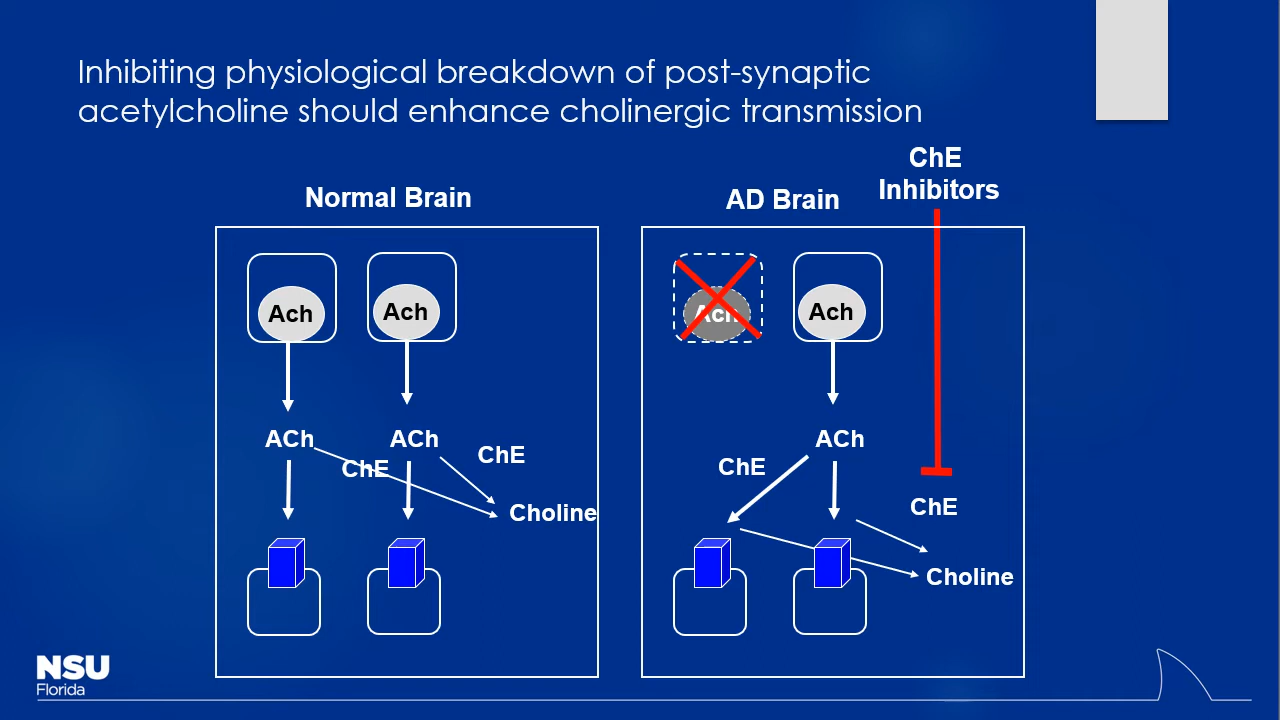 Inhibiting physiological breakdown of post-synaptic
acetylcholine should enhance cholinergic transmission
Normal Brain
Ach
Ach
ACh
ACh
ChE
ChE
Choline
AD Brain
ChE
Inhibitors
Ach
Ach
ACh
ChE
ChE
Choline
NSU
Florida